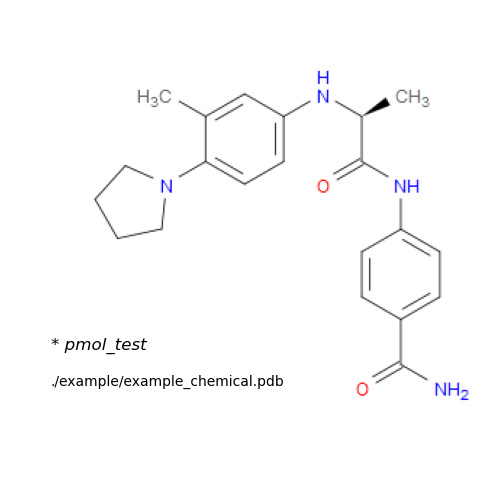 H
N
H₃C
CH₃
N
O
NH
* pmol_test
./example/example_chemical.pdb
O
NH₂